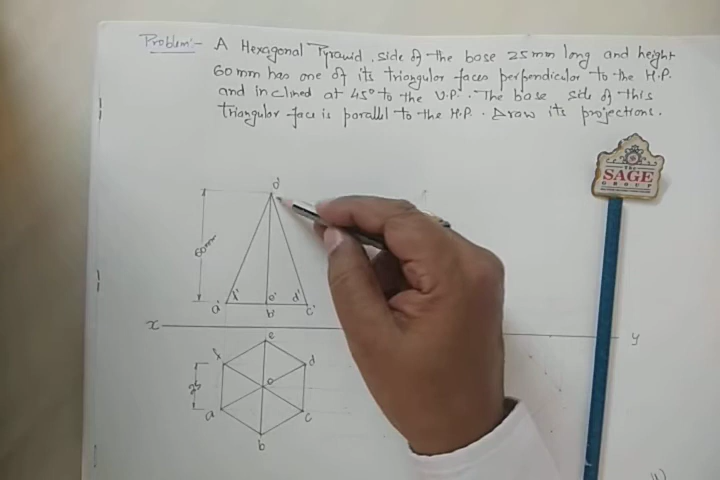 Problem:- A Hexagonal Pyramid, side of the base 25mm long and height
60mm has one of its triangular faces perpendicular to the H.P.
and inclined at 45° to the V.P. The base side of this
triangular face is parallel to the H.P. Draw its projections.
The
SAGE
GROUP
60mm
a' f' o' d' c'
b'
x y
e
f d
o
25
a c
b